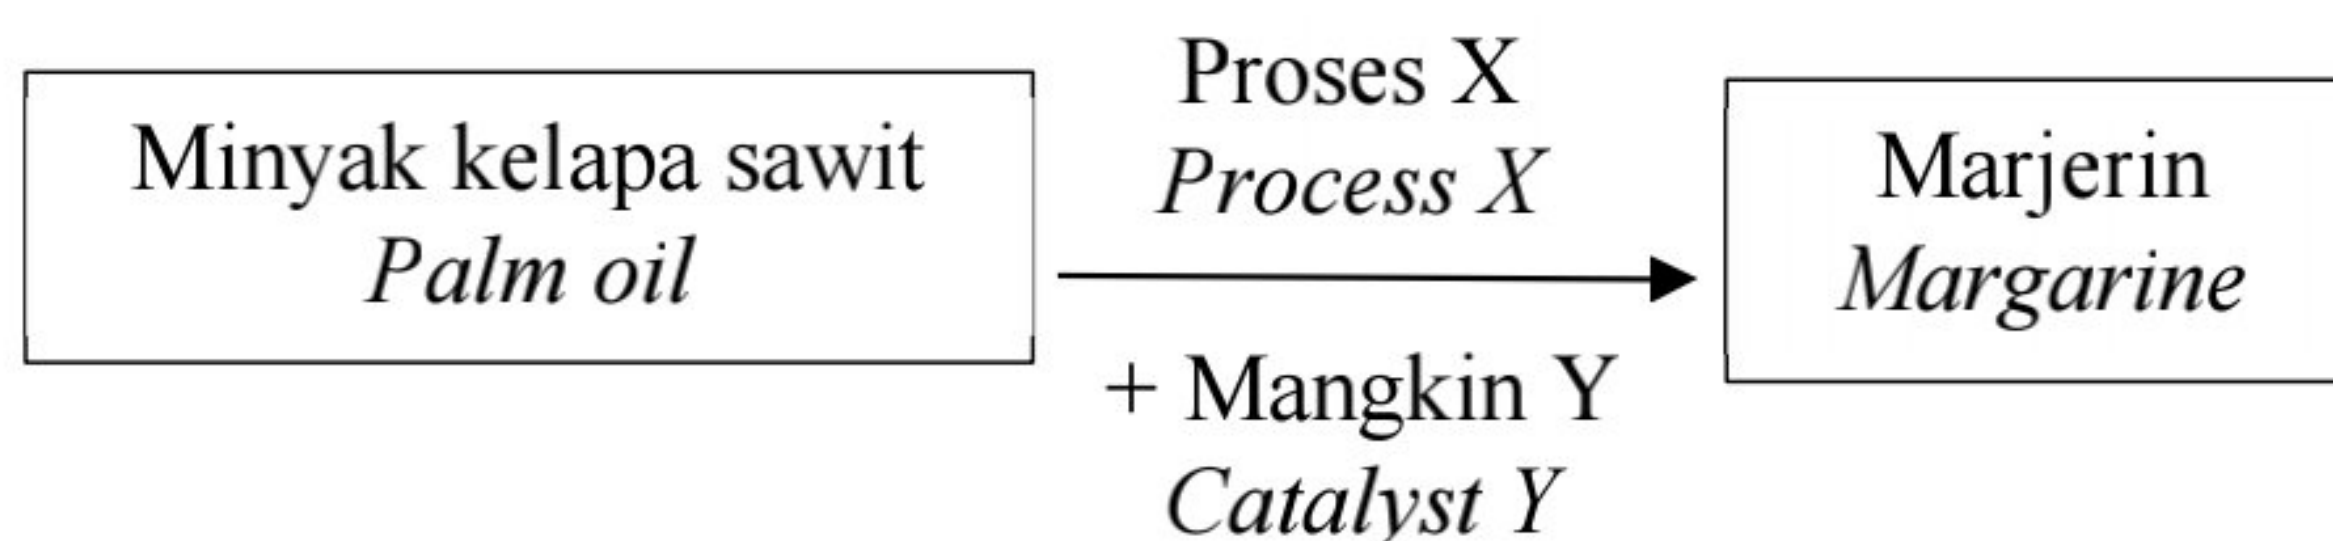 Minyak kelapa sawit
Palm oil
Proses X
Process X
+ Mangkin Y
Catalyst Y
Marjerin
Margarine